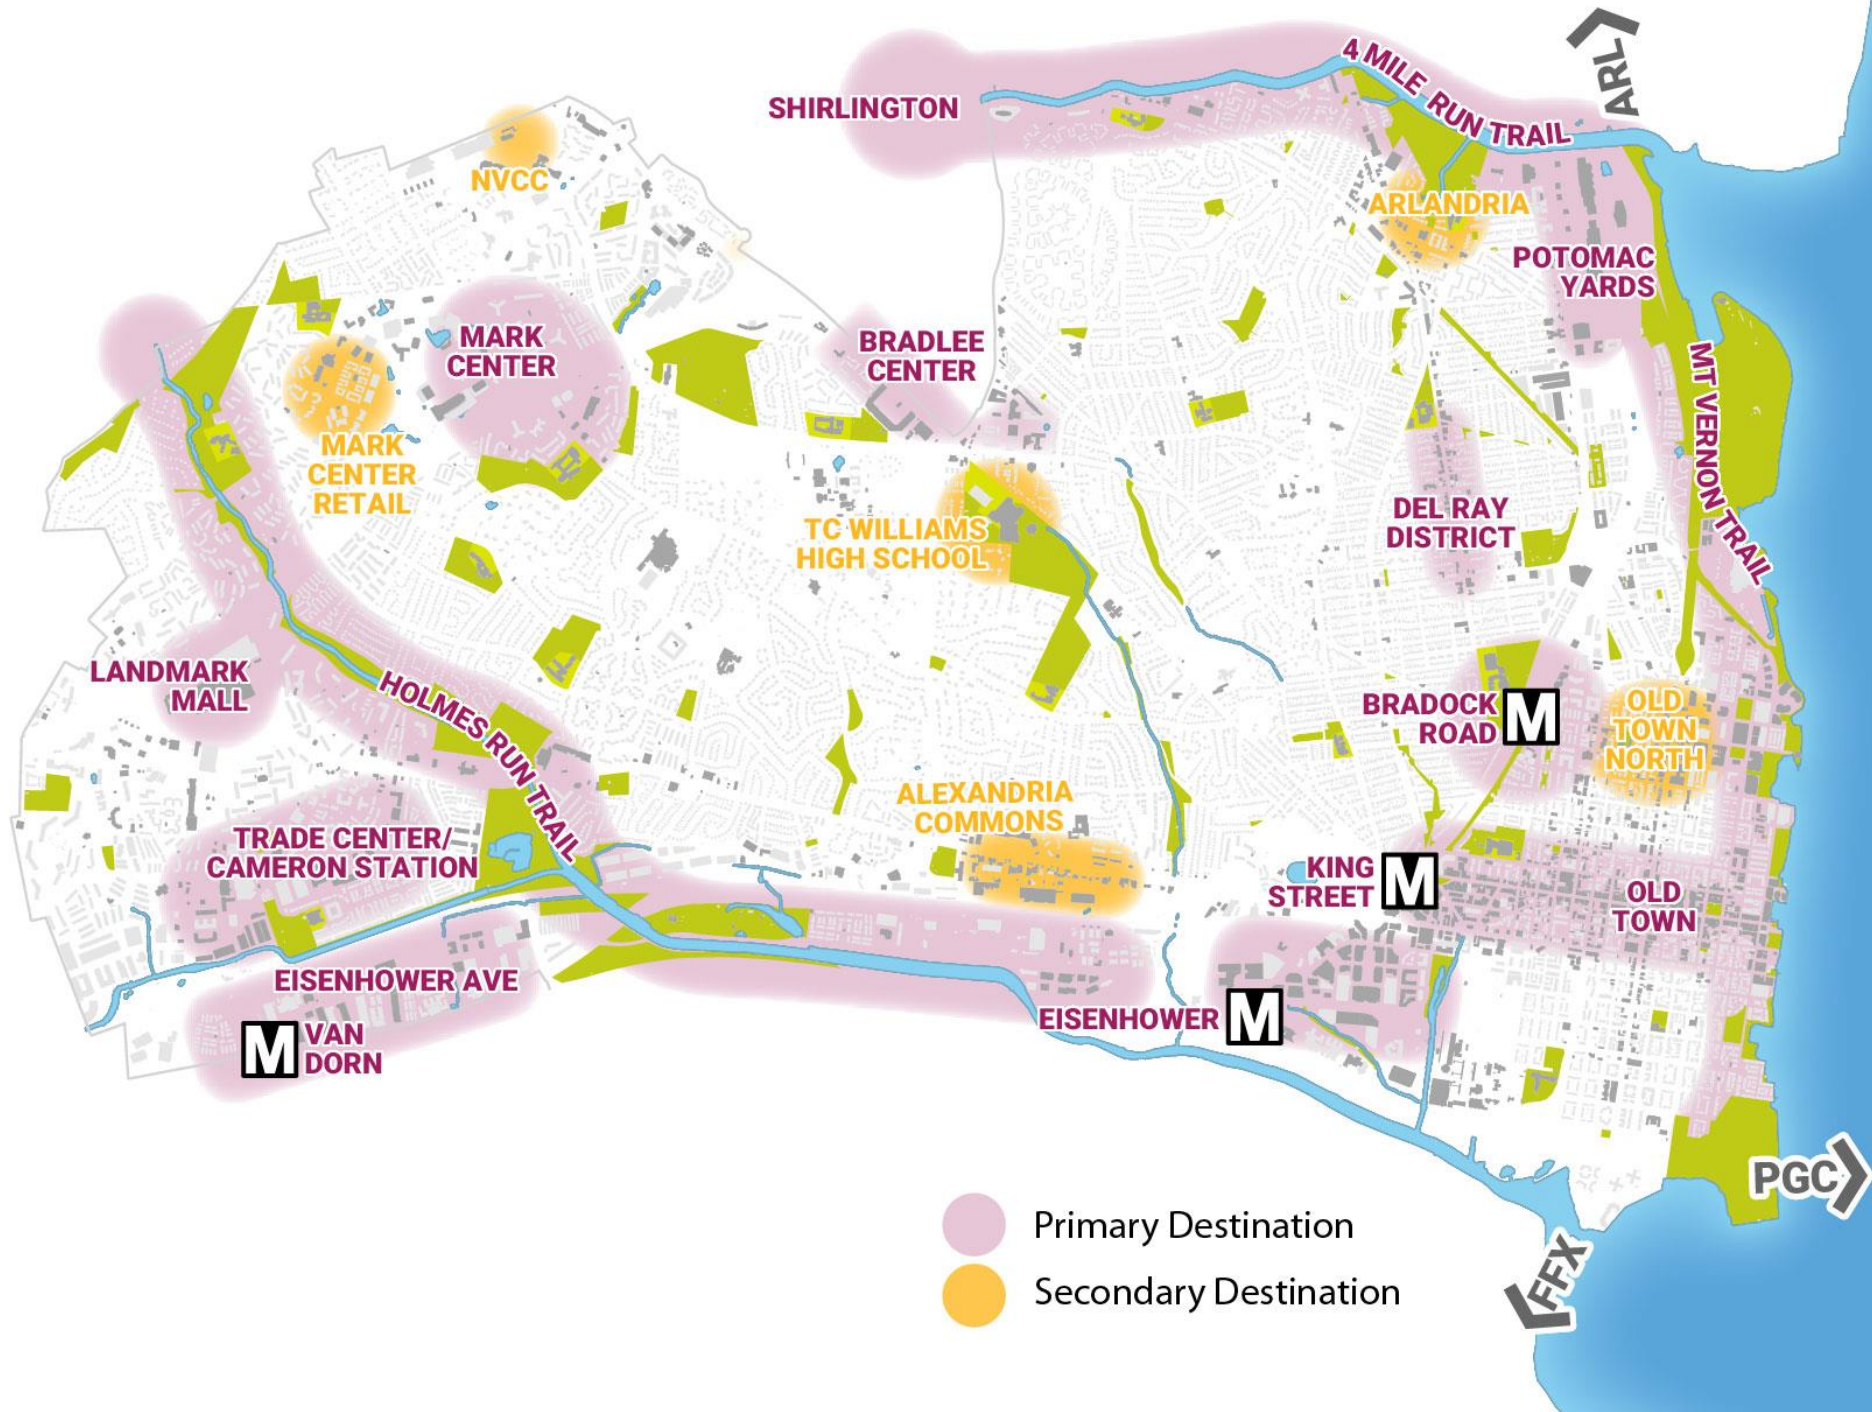 ARL
4 MILE RUN TRAIL
SHIRLINGTON
NVCC
ARLANDRIA
POTOMAC
YARDS
MARK
CENTER
BRADLEE
CENTER
MT VERNON TRAIL
MARK
CENTER
RETAIL
TC WILLIAMS
HIGH SCHOOL
DEL RAY
DISTRICT
LANDMARK
MALL
HOLMES RUN TRAIL
BRADOCK
ROAD
M
OLD
TOWN
NORTH
ALEXANDRIA
COMMONS
TRADE CENTER/
CAMERON STATION
KING
STREET
M
OLD
TOWN
EISENHOWER AVE
EISENHOWER
M
M
VAN
DORN
PGC
FFX
Primary Destination
Secondary Destination